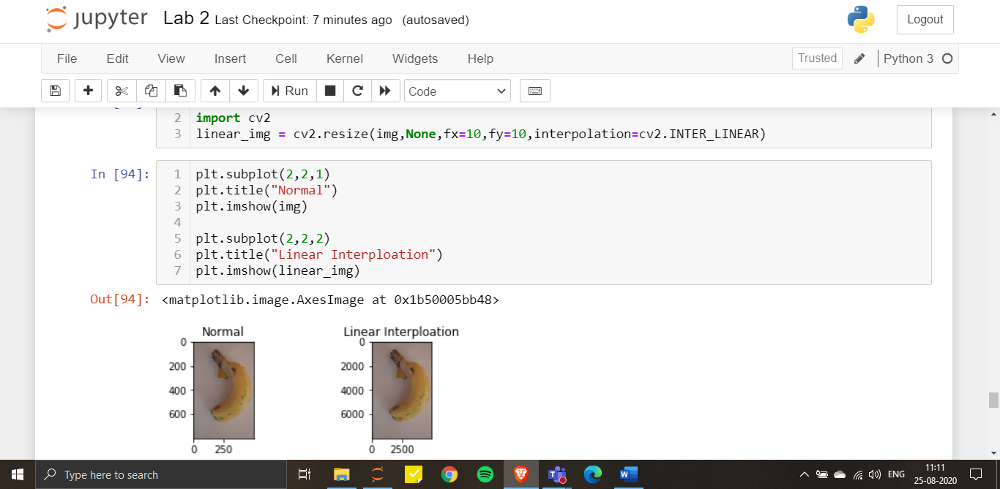 jupyter Lab 2 Last Checkpoint: 7 minutes ago (autosaved) Logout
File Edit View Insert Cell Kernel Widgets Help Trusted Python 3
Run Code
2 import cv2
3 linear_img = cv2.resize(img,None,fx=10,fy=10,interpolation=cv2.INTER_LINEAR)
In [94]:
1 plt.subplot(2,2,1)
2 plt.title("Normal")
3 plt.imshow(img)
4
5 plt.subplot(2,2,2)
6 plt.title("Linear Interploation")
7 plt.imshow(linear_img)
Out[94]: <matplotlib.image.AxesImage at 0x1b50005bb48>
Normal
0
200
400
600
0 250
Linear Interploation
0
2000
4000
6000
0 2500
Type here to search
W
ENG
11:11
25-08-2020